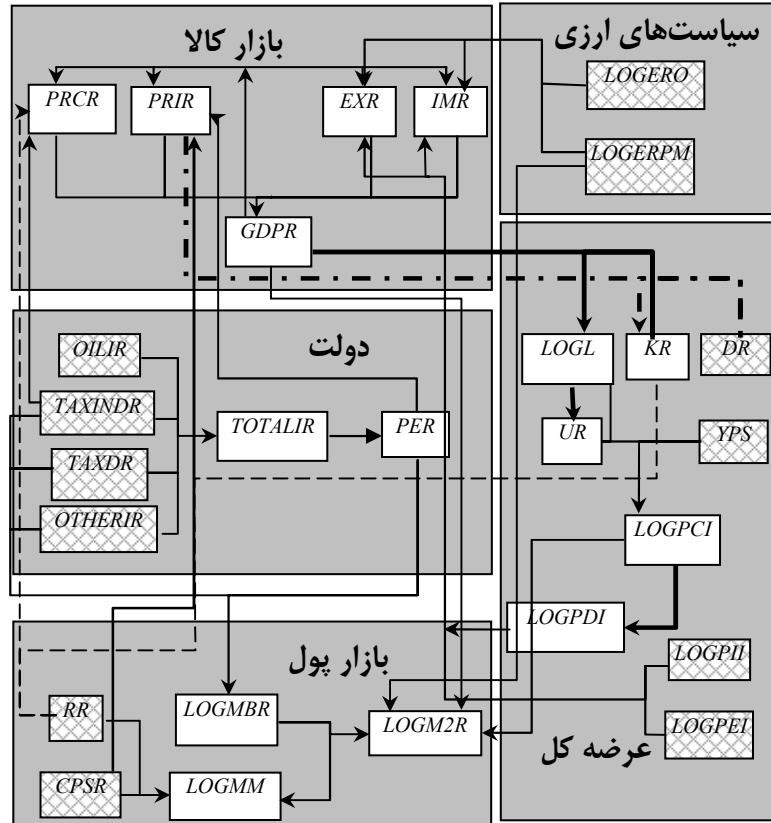 بازار کالا
سیاست‌های ارزی
PRCR
PRIR
EXR
IMR
LOGERO
LOGERPM
GDPR
دولت
OILIR
TAXINDR
TAXDR
OTHERIR
TOTALIR
PER
LOGL
KR
DR
UR
YPS
LOGPCI
LOGPDI
LOGPII
LOGPEI
عرضه کل
بازار پول
RR
LOGMBR
LOGM2R
CPSR
LOGMM